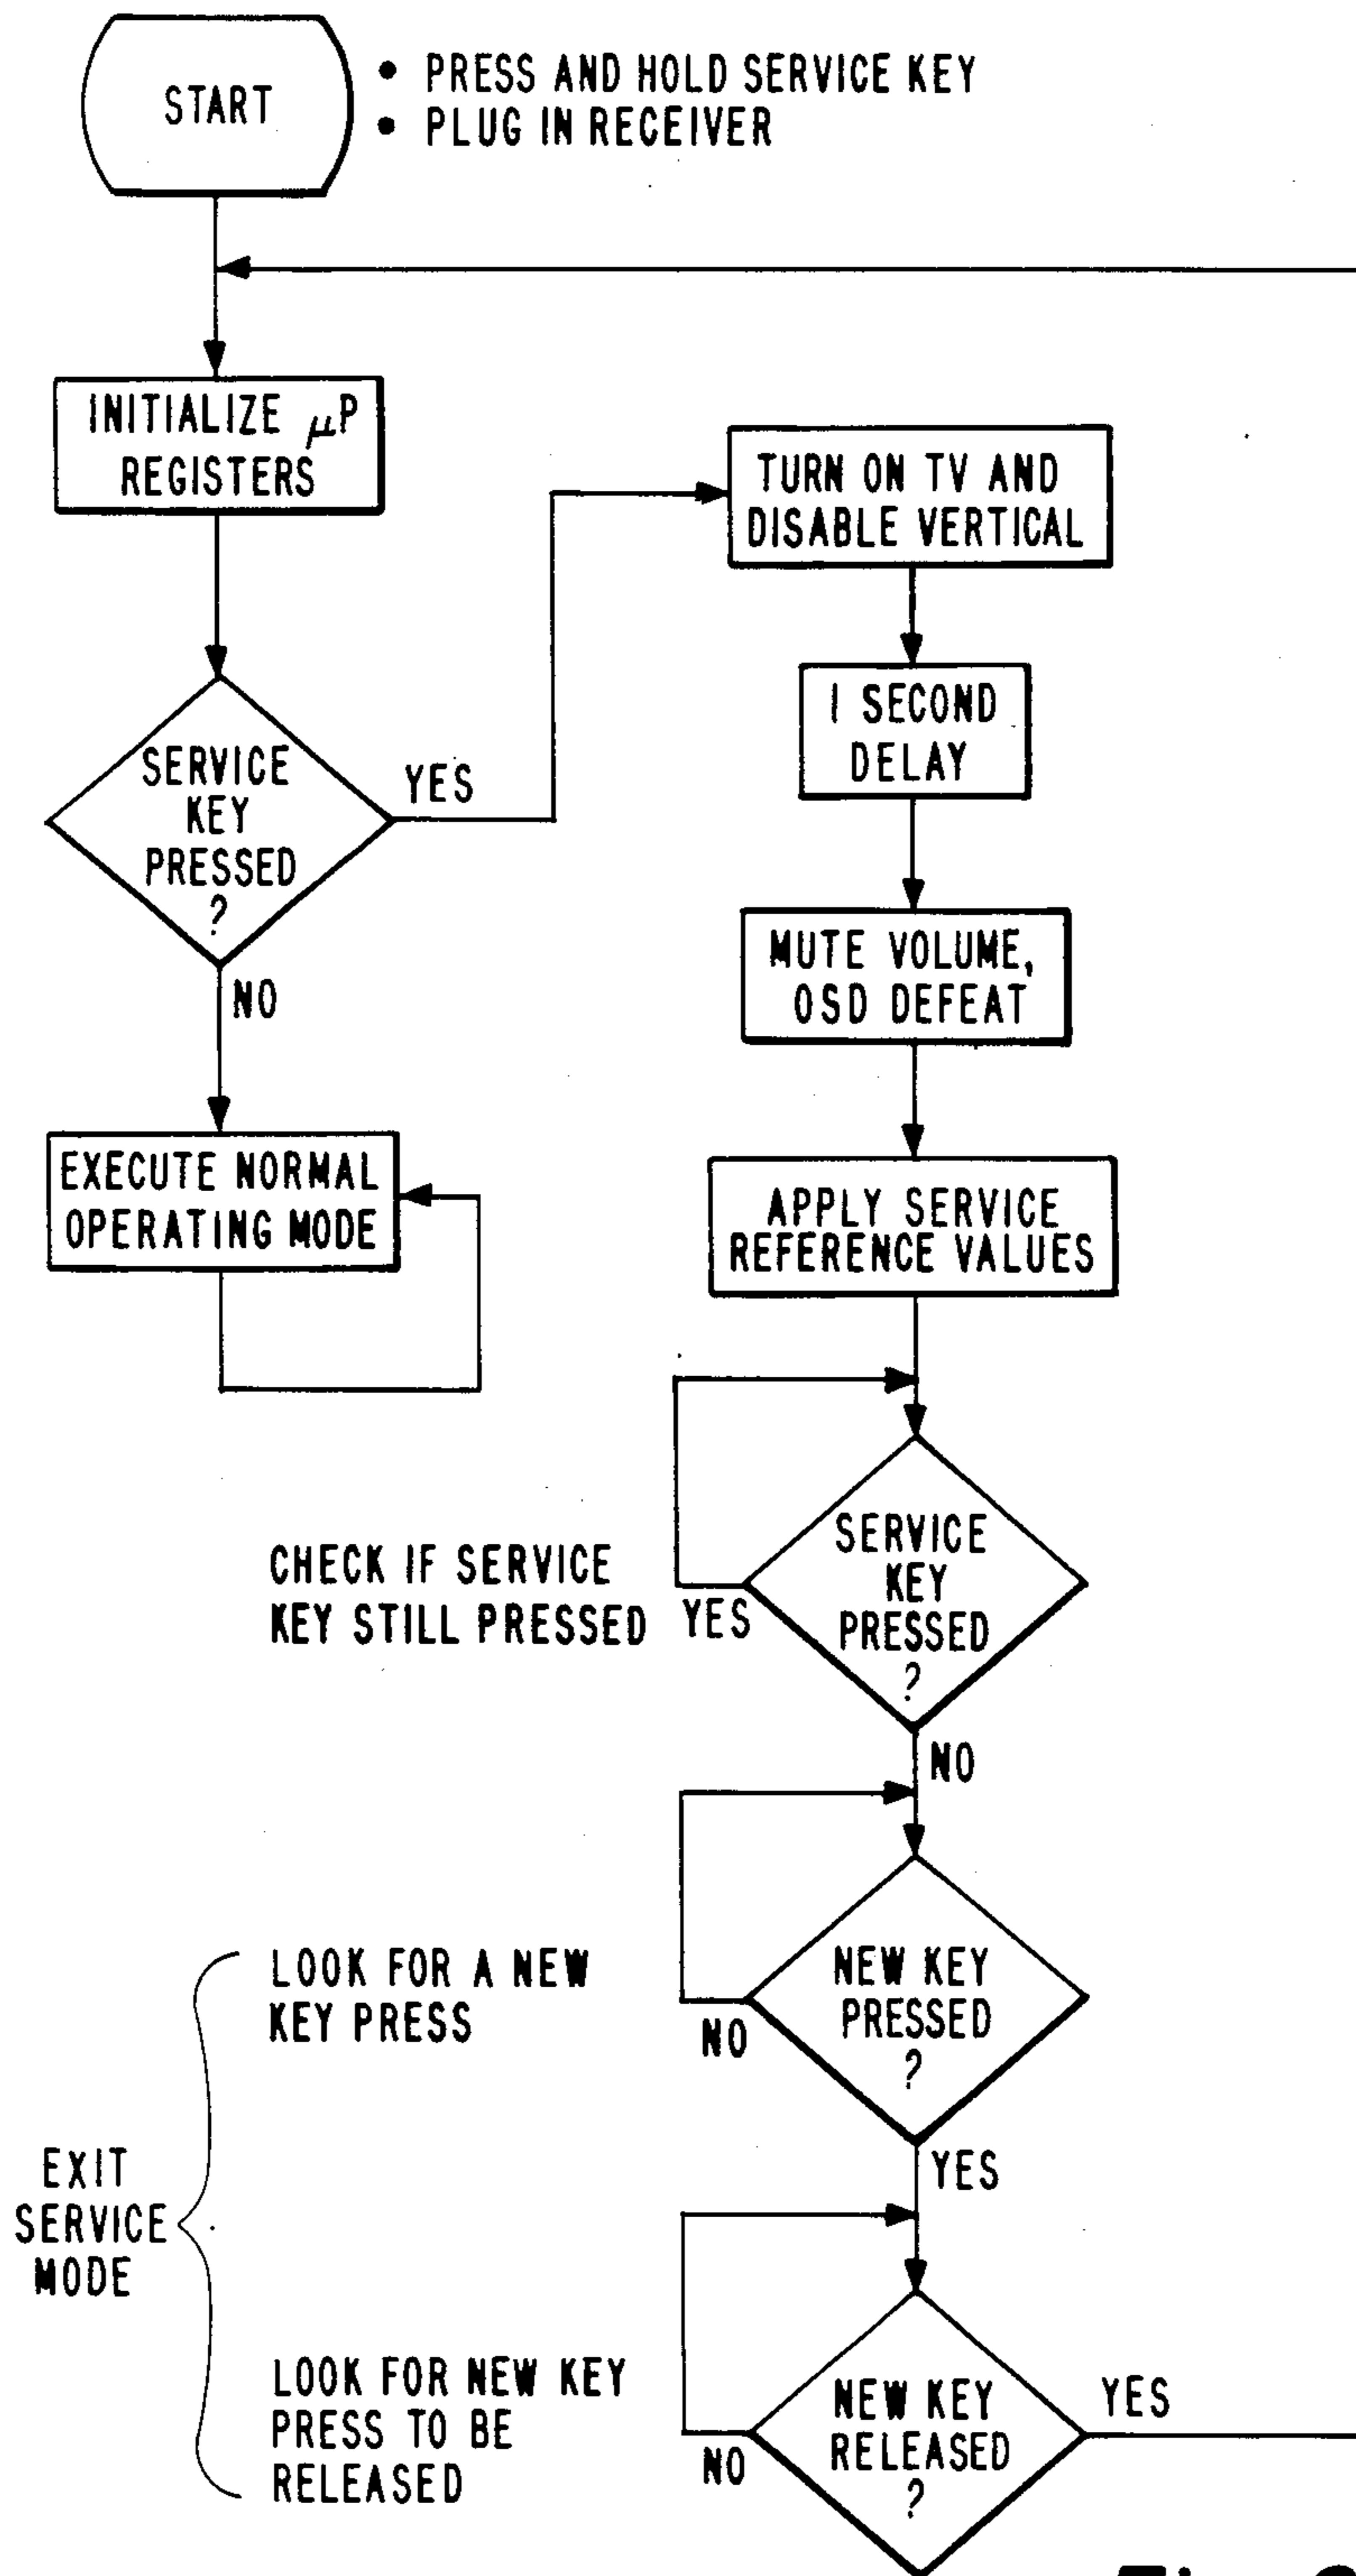 START
• PRESS AND HOLD SERVICE KEY
• PLUG IN RECEIVER
INITIALIZE μP
REGISTERS
SERVICE
KEY
PRESSED
?
YES
NO
EXECUTE NORMAL
OPERATING MODE
TURN ON TV AND
DISABLE VERTICAL
1 SECOND
DELAY
MUTE VOLUME,
OSD DEFEAT
APPLY SERVICE
REFERENCE VALUES
CHECK IF SERVICE
KEY STILL PRESSED
SERVICE
KEY
PRESSED
?
YES
NO
LOOK FOR A NEW
KEY PRESS
NEW KEY
PRESSED
?
NO
YES
EXIT
SERVICE
MODE
LOOK FOR NEW KEY
PRESS TO BE
RELEASED
NEW KEY
RELEASED
?
NO
YES